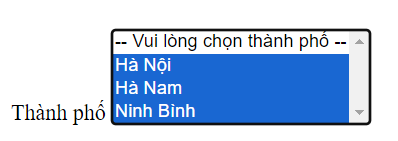 -- Vui lòng chọn thành phố --
Hà Nội
Hà Nam
Thành phố Ninh Bình